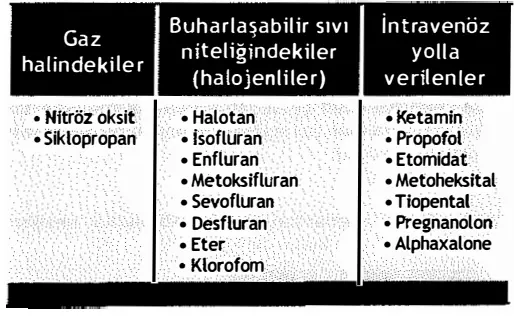 Gaz
halindekiler
Buharlaşabilir sıvı
niteliğindekiler
(halojenliler)
İntravenöz
yolla
verilenler
• Nitröz oksit
• Siklopropan
• Halotan
• İsofluran
• Enfluran
• Metoksifluran
• Sevofluran
• Desfluran
• Eter
• Klorofom
• Ketamin
• Propofol
• Etomidat
• Metoheksital
• Tiopental
• Pregnanolon
• Alphaxalone